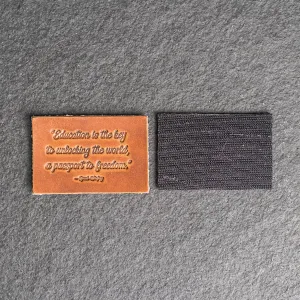 "Education is the key
to unlocking the world,
a passport to freedom."